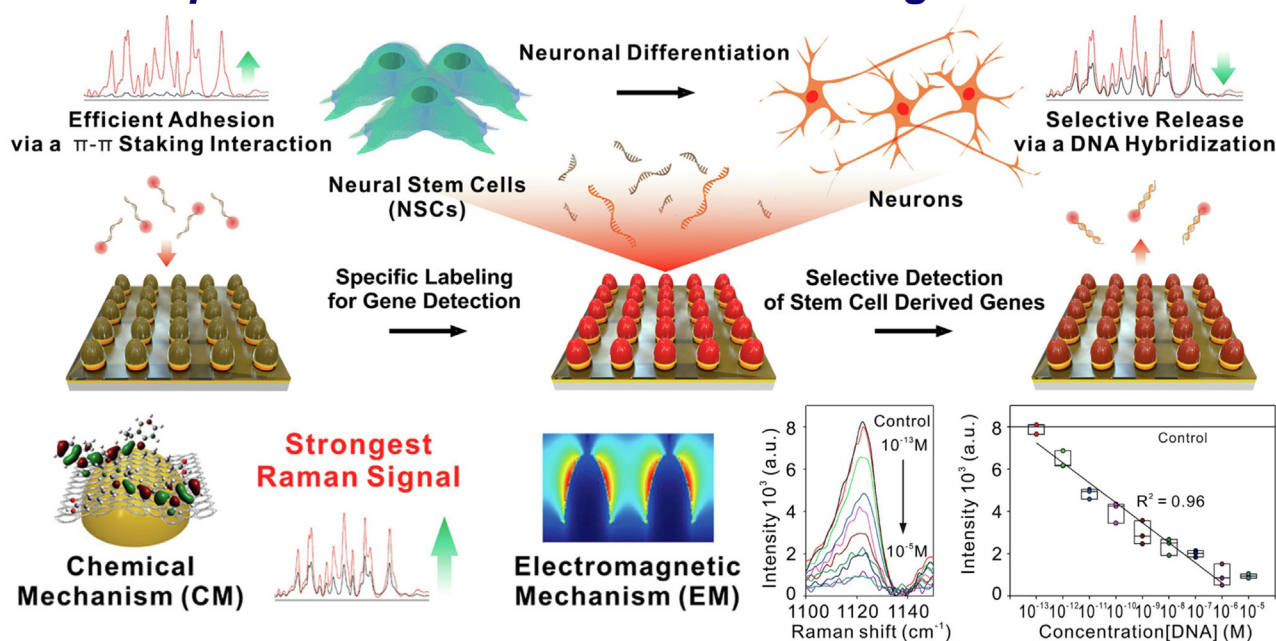 Neuronal Differentiation
Efficient Adhesion
via a π-π Staking Interaction
Selective Release
via a DNA Hybridization
Neural Stem Cells
(NSCs)
Neurons
Specific Labeling
for Gene Detection
Selective Detection
of Stem Cell Derived Genes
Chemical
Mechanism (CM)
Strongest
Raman Signal
Electromagnetic
Mechanism (EM)
Intensity 10³ (a.u.)
8
6
4
2
0
Control
10⁻¹³M
10⁻⁵M
1100 1120 1140
Raman shift (cm⁻¹)
Intensity 10³ (a.u.)
8
6
4
2
0
Control
R² = 0.96
10⁻¹³ 10⁻¹² 10⁻¹¹ 10⁻¹⁰ 10⁻⁹ 10⁻⁸ 10⁻⁷ 10⁻⁶ 10⁻⁵
Concentration[DNA] (M)